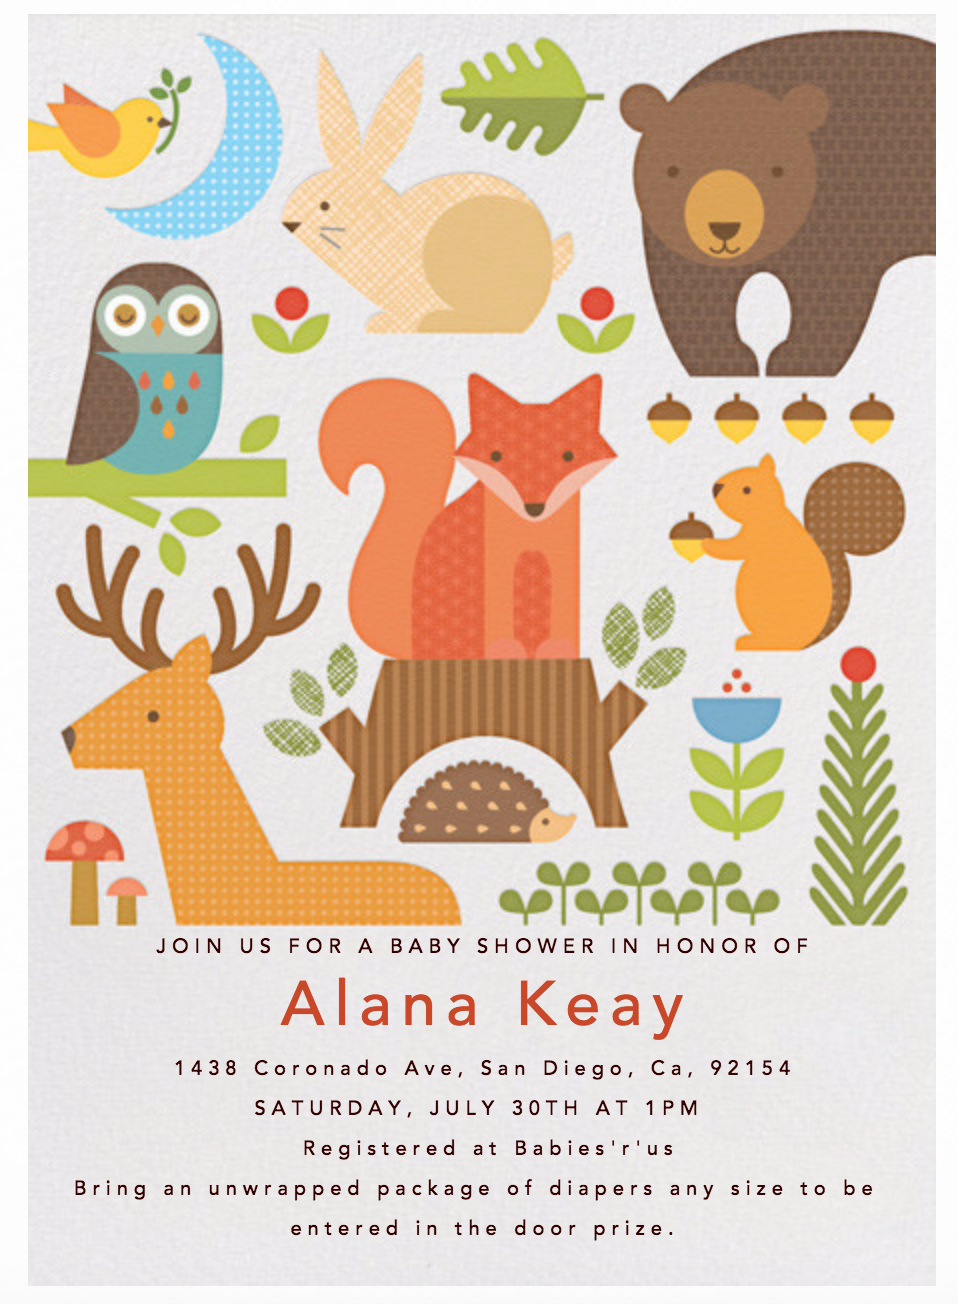 JOIN US FOR A BABY SHOWER IN HONOR OF
Alana Keay
1438 Coronado Ave, San Diego, Ca, 92154
SATURDAY, JULY 30TH AT 1PM
Registered at Babies'r'us
Bring an unwrapped package of diapers any size to be
entered in the door prize.